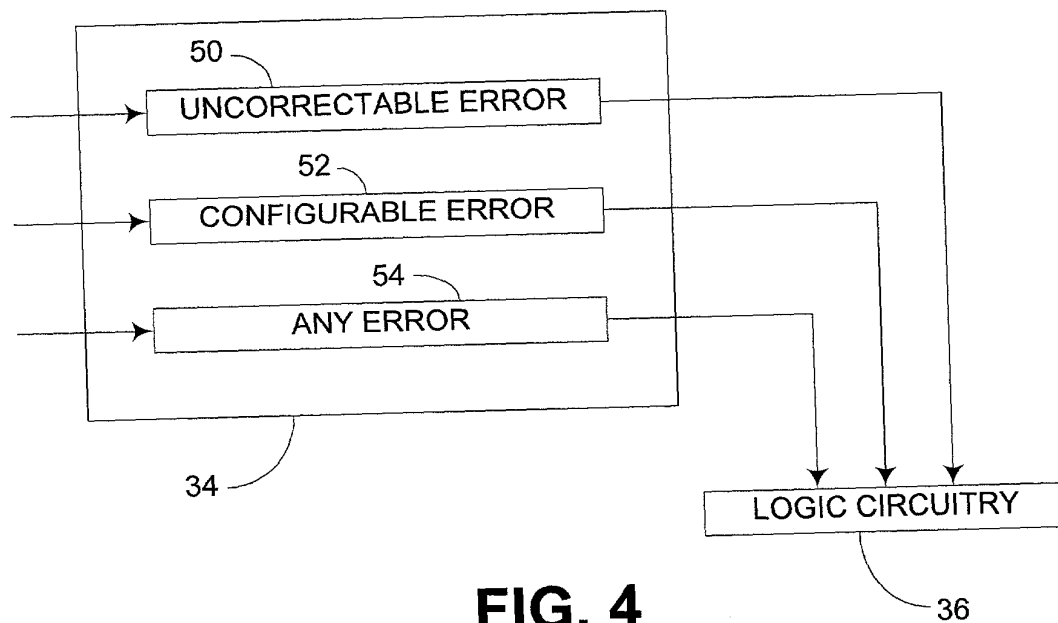 50
UNCORRECTABLE ERROR
52
CONFIGURABLE ERROR
54
ANY ERROR
34
LOGIC CIRCUITRY
36
FIG. 4